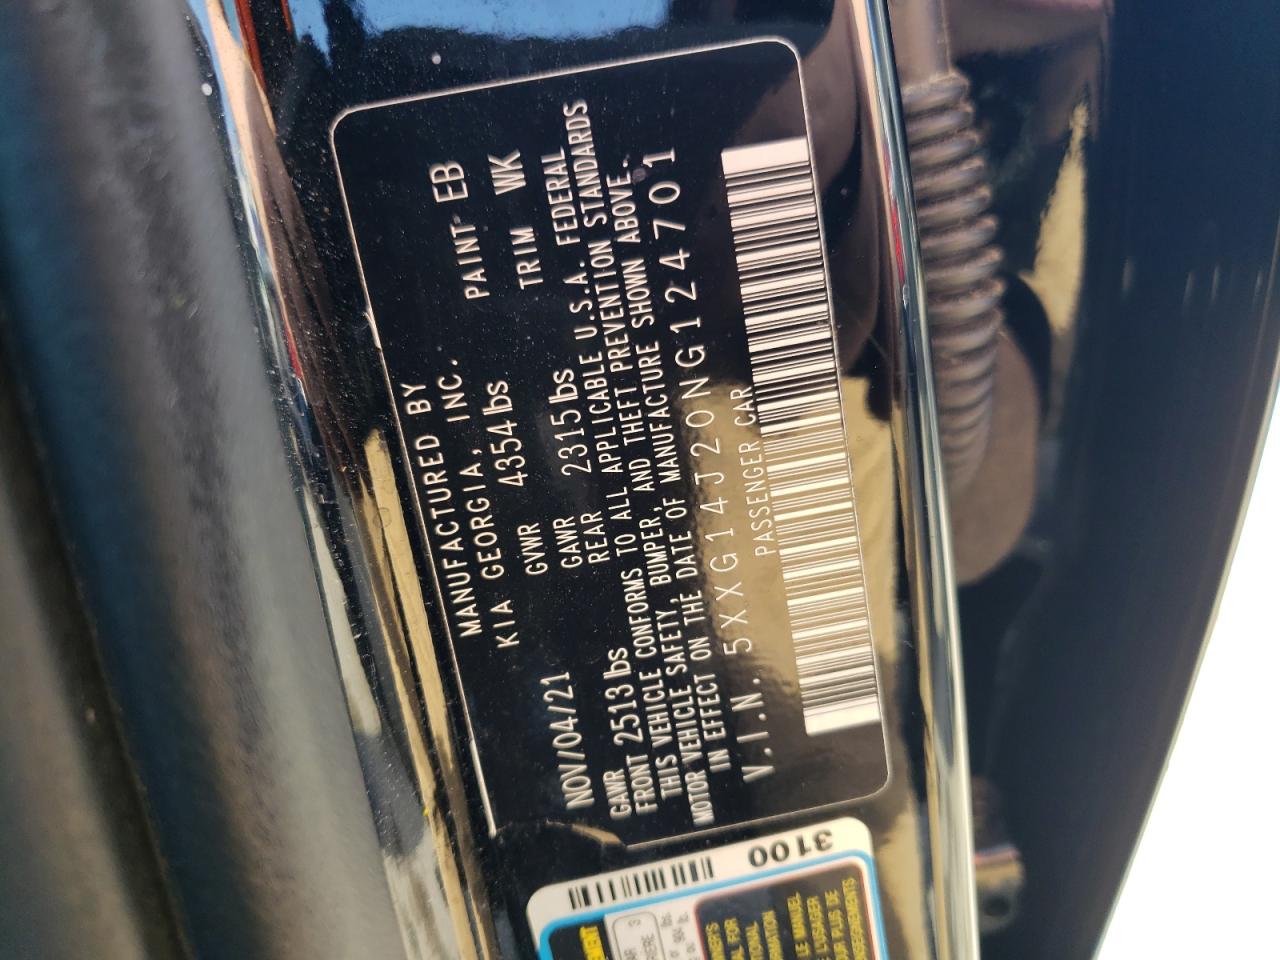 MANUFACTURED BY
KIA GEORGIA, INC.
NOV/04/21 GVWR 4354lbs PAINT EB
GAWR FRONT 2513lbs GAWR REAR 2315lbs TRIM WK
THIS VEHICLE CONFORMS TO ALL APPLICABLE U.S.A. FEDERAL
MOTOR VEHICLE SAFETY, BUMPER, AND THEFT PREVENTION STANDARDS
IN EFFECT ON THE DATE OF MANUFACTURE SHOWN ABOVE.
V.I.N. 5XXG14J20NG124701
PASSENGER CAR
3100
LE MANUEL